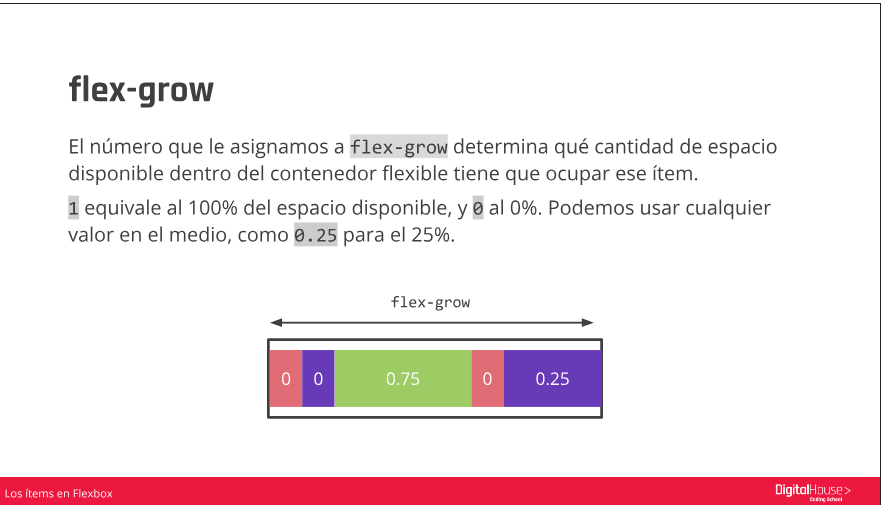 flex-grow
El número que le asignamos a flex-grow determina qué cantidad de espacio
disponible dentro del contenedor flexible tiene que ocupar ese ítem.
1 equivale al 100% del espacio disponible, y 0 al 0%. Podemos usar cualquier
valor en el medio, como 0.25 para el 25%.
flex-grow
0 0 0.75 0 0.25
Los ítems en Flexbox
DigitalHouse>
Coding School